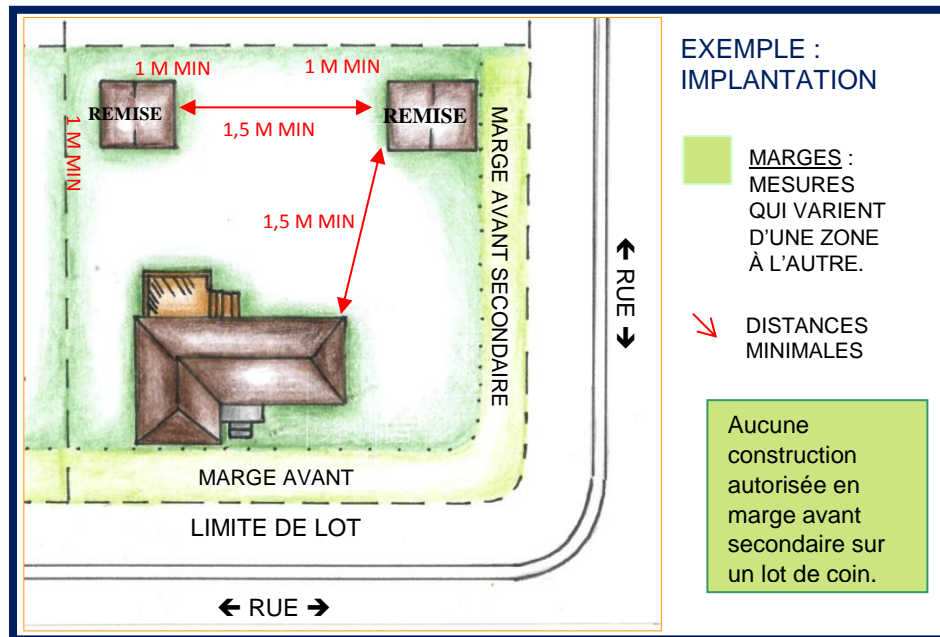 1 M MIN
1 M MIN
REMISE
REMISE
1,5 M MIN
1 M MIN
1,5 M MIN
MARGE AVANT SECONDAIRE
← RUE →
MARGE AVANT
LIMITE DE LOT
← RUE →
EXEMPLE :
IMPLANTATION
MARGES :
MESURES
QUI VARIENT
D'UNE ZONE
À L'AUTRE.
DISTANCES
MINIMALES
Aucune
construction
autorisée en
marge avant
secondaire sur
un lot de coin.